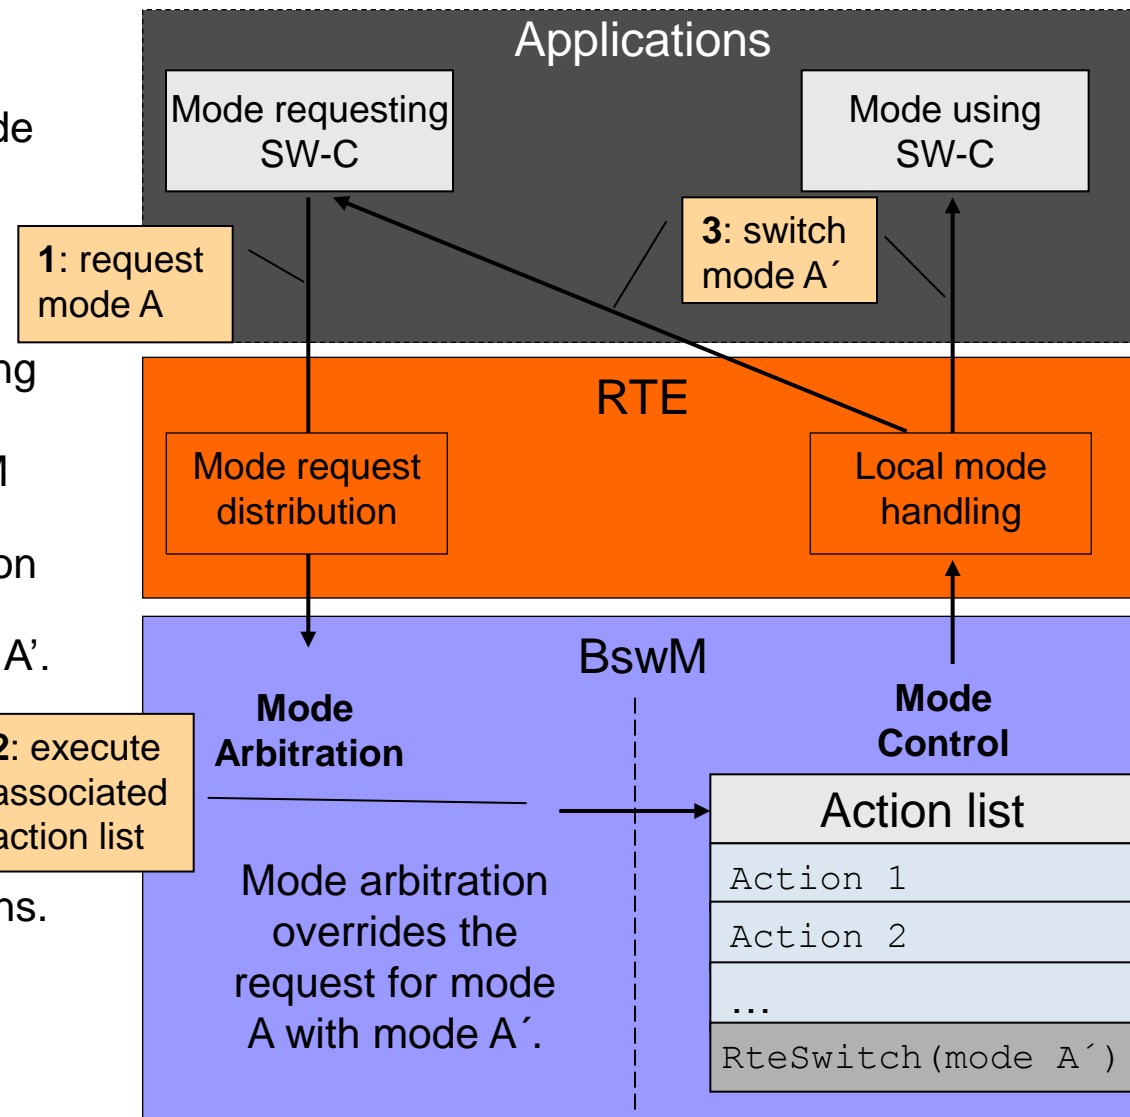 Applications
Mode requesting
SW-C
Mode using
SW-C
1: request
mode A
3: switch
mode A´
RTE
Mode request
distribution
Local mode
handling
A’.
BswM
Mode
Arbitration
Mode
Control
2: execute
associated
action list
Action list
Mode arbitration
overrides the
request for mode
A with mode A´.
Action 1
Action 2
…
RteSwitch(mode A´)